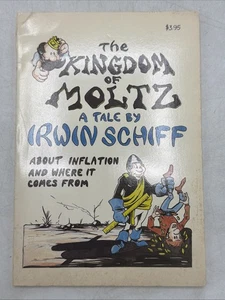 $3.95
The
KINGDOM
OF
MOLTZ
A TALE BY
IRWIN SCHIFF
ABOUT INFLATION
AND WHERE IT
COMES FROM